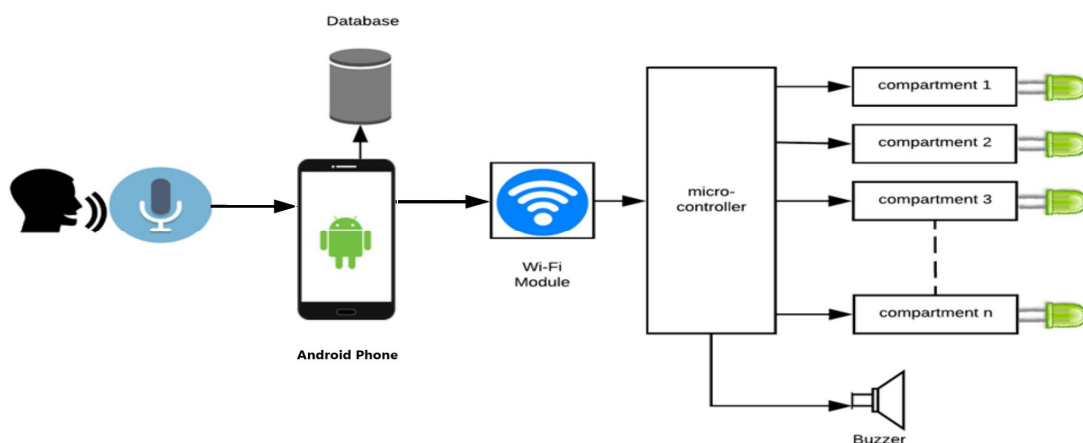 Database
compartment 1
compartment 2
micro-
controller
compartment 3
Wi-Fi
Module
compartment n
Android Phone
Buzzer